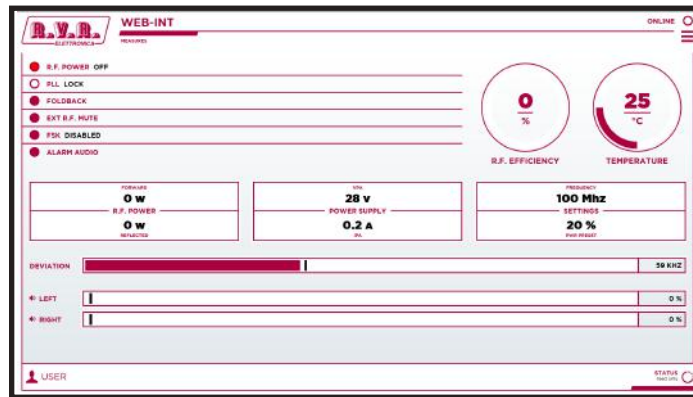 R.V.R.
ELETTRONICA
WEB-INT
MEASURES
ONLINE
R.F. POWER OFF
PLL LOCK
FOLDBACK
EXT R.F. MUTE
FSK DISABLED
ALARM AUDIO
0
%
R.F. EFFICIENCY
25
°C
TEMPERATURE
FORWARD
0 W
R.F. POWER
0 W
REFLECTED
VPA
28 V
POWER SUPPLY
0.2 A
IPA
FREQUENCY
100 Mhz
SETTINGS
20 %
PWR PRESET
DEVIATION
59 KHZ
LEFT
0 %
RIGHT
0 %
USER
STATUS